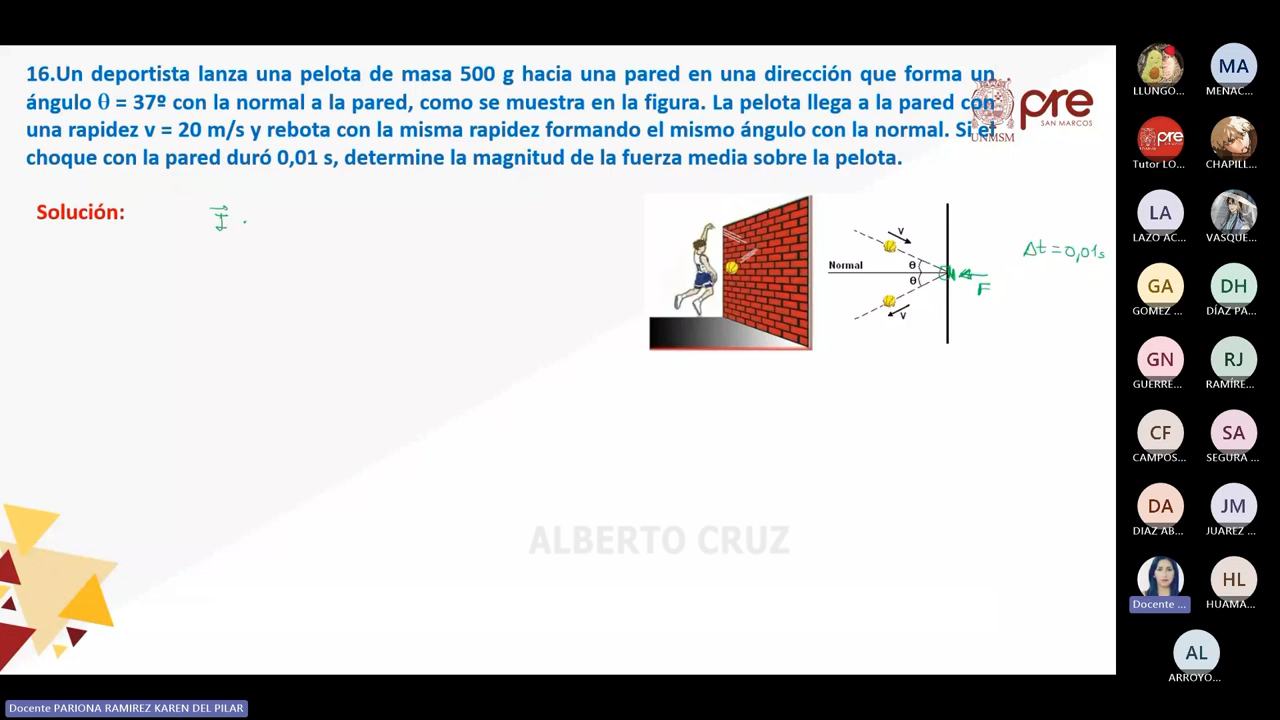 16.Un deportista lanza una pelota de masa 500 g hacia una pared en una dirección que forma un
ángulo θ = 37º con la normal a la pared, como se muestra en la figura. La pelota llega a la pared con
una rapidez v = 20 m/s y rebota con la misma rapidez formando el mismo ángulo con la normal. Si el
choque con la pared duró 0,01 s, determine la magnitud de la fuerza media sobre la pelota.
UNMSM
pre
SAN MARCOS
Solución:
I
v
Normal
θ
θ
v
F
Δt = 0,01s
ALBERTO CRUZ
LLUNGO...
MA
MENAC...
pre
Tutor LO...
CHAPILL...
LA
LAZO AC...
VASQUE...
GA
GOMEZ ...
DH
DÍAZ PA...
GN
GUERRE...
RJ
RAMÍRE...
CF
CAMPOS...
SA
SEGURA ...
DA
DIAZ AB...
JM
JUAREZ ...
Docente ...
HL
HUAMA...
AL
ARROYO...
Docente PARIONA RAMIREZ KAREN DEL PILAR